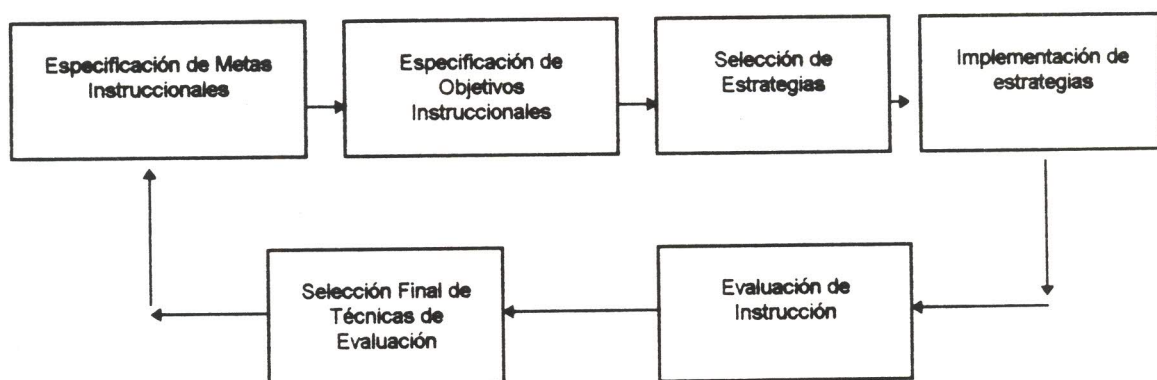 Especificación de Metas
Instruccionales
Especificación de
Objetivos
Instruccionales
Selección de
Estrategias
Implementación de
estrategias
Selección Final de
Técnicas de
Evaluación
Evaluación de
Instrucción